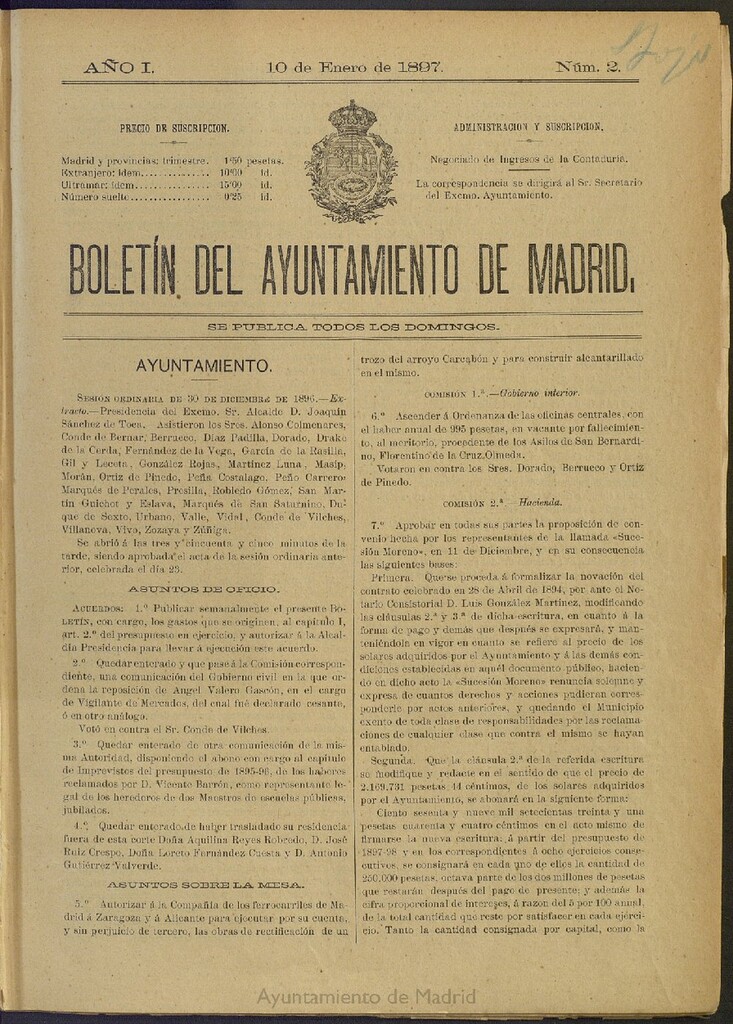 AÑO I.
10 de Enero de 1897.
Núm. 2.
PRECIO DE SUSCRIPCION.
Madrid y provincias: trimestre. 1'50 pesetas.
Extranjero: ídem.............. 10'00 id.
Ultramar: ídem............... 15'00 id.
Número suelto................ 0'25 id.
ADMINISTRACION Y SUSCRIPCION.
Negociado de Ingresos de la Contaduría.
La correspondencia se dirigirá al Sr. Secretario
del Excmo. Ayuntamiento.
BOLETÍN DEL AYUNTAMIENTO DE MADRID.
SE PUBLICA TODOS LOS DOMINGOS.
AYUNTAMIENTO.
SESIÓN ORDINARIA DE 30 DE DICIEMBRE DE 1896.—Ex-
tracto.—Presidencia del Excmo. Sr. Alcalde D. Joaquín
Sánchez de Toca. Asistieron los Sres. Alonso Colmenares,
Conde de Bernar, Berrueco, Díaz Padilla, Dorado, Drake
de la Cerda, Fernández de la Vega, García de la Rasilla,
Gil y Leceta, González Rojas, Martínez Luna, Masip,
Morán, Ortiz de Pinedo, Peña Costalago, Peño Carrero,
Marqués de Perales, Presilla, Robledo Gómez, San Mar-
tín Guichot y Eslava, Marqués de San Saturnino, Du-
que de Sexto, Urbano, Valle, Vidal, Conde de Vilches,
Villanova, Vivo, Zozaya y Zúñiga.
Se abrió á las tres y cincuenta y cinco minutos de la
tarde, siendo aprobada el acta de la sesión ordinaria ante-
rior, celebrada el día 23.
ASUNTOS DE OFICIO.
ACUERDOS: 1.º Publicar semanalmente el presente BO-
LETÍN, con cargo, los gastos que se originen, al capítulo I,
art. 2.º del presupuesto en ejercicio, y autorizar á la Alcal-
día Presidencia para llevar á ejecución este acuerdo.
2.º Quedar enterado y que pase á la Comisión correspon-
diente, una comunicación del Gobierno civil en la que or-
dena la reposición de Angel Valero Gascón, en el cargo
de Vigilante de Mercados, del cual fué declarado cesante,
ó en otro análogo.
Votó en contra el Sr. Conde de Vilches.
3.º Quedar enterado de otra comunicación de la mis-
ma Autoridad, disponiendo el abono con cargo al capítulo
de Imprevistos del presupuesto de 1895-96, de los haberes
reclamados por D. Vicente Barrón, como representante le-
gal de los herederos de dos Maestros de escuelas públicas,
jubilados.
4.º Quedar enterado de haber trasladado su residencia
fuera de esta corte Doña Aquilina Reyes Robredo, D. José
Ruiz Crespo, Doña Loreto Fernández Cuesta y D. Antonio
Gutiérrez Valverde.
ASUNTOS SOBRE LA MESA.
5.º Autorizar á la Compañía de los ferrocarriles de Ma-
drid á Zaragoza y á Alicante para ejecutar por su cuenta,
y sin perjuicio de tercero, las obras de rectificación de un
trozo del arroyo Carcabón y para construir alcantarillado
en el mismo.
COMISIÓN 1.ª—Gobierno interior.
6.º Ascender á Ordenanza de las oficinas centrales, con
el haber anual de 995 pesetas, en vacante por fallecimien-
to, al meritorio, procedente de los Asilos de San Bernardi-
no, Florentino de la Cruz Olmeda.
Votaron en contra los Sres. Dorado, Berrueco y Ortiz
de Pinedo.
COMISIÓN 2.ª—Hacienda.
7.º Aprobar en todas sus partes la proposición de con-
venio hecha por los representantes de la llamada «Suce-
sión Moreno», en 11 de Diciembre, y en su consecuencia
las siguientes bases:
Primera. Que se proceda á formalizar la novación del
contrato celebrado en 28 de Abril de 1894, por ante el No-
tario Consistorial D. Luis González Martínez, modificando
las cláusulas 2.ª y 3.ª de dicha escritura, en cuanto á la
forma de pago y demás que después se expresará, y man-
teniéndola en vigor en cuanto se refiere al precio de los
solares adquiridos por el Ayuntamiento y á las demás con-
diciones establecidas en aquél documento público, hacien-
do en dicho acto la «Sucesión Moreno» renuncia solemne y
expresa de cuantos derechos y acciones pudieran corres-
ponderle por actos anteriores, y quedando el Municipio
exento de toda clase de responsabilidades por las reclama-
ciones de cualquier clase que contra el mismo se hayan
entablado.
Segunda. Que la cláusula 2.ª de la referida escritura
se modifique y redacte en el sentido de que el precio de
2.169.731 pesetas 44 céntimos, de los solares adquiridos
por el Ayuntamiento, se abonará en la siguiente forma:
Ciento sesenta y nueve mil setecientas treinta y una
pesetas cuarenta y cuatro céntimos en el acto mismo de
firmarse la nueva escritura. A partir del presupuesto de
1897-98 y en los correspondientes á ocho ejercicios conse-
cutivos, se consignará en cada uno de ellos la cantidad de
250.000 pesetas, octava parte de los dos millones de pesetas
que restarán después del pago de presente; y además la
cifra proporcional de intereses, á razón del 5 por 100 anual,
de la total cantidad que reste por satisfacer en cada ejerci-
cio. Tanto la cantidad consignada por capital, como la
Ayuntamiento de Madrid